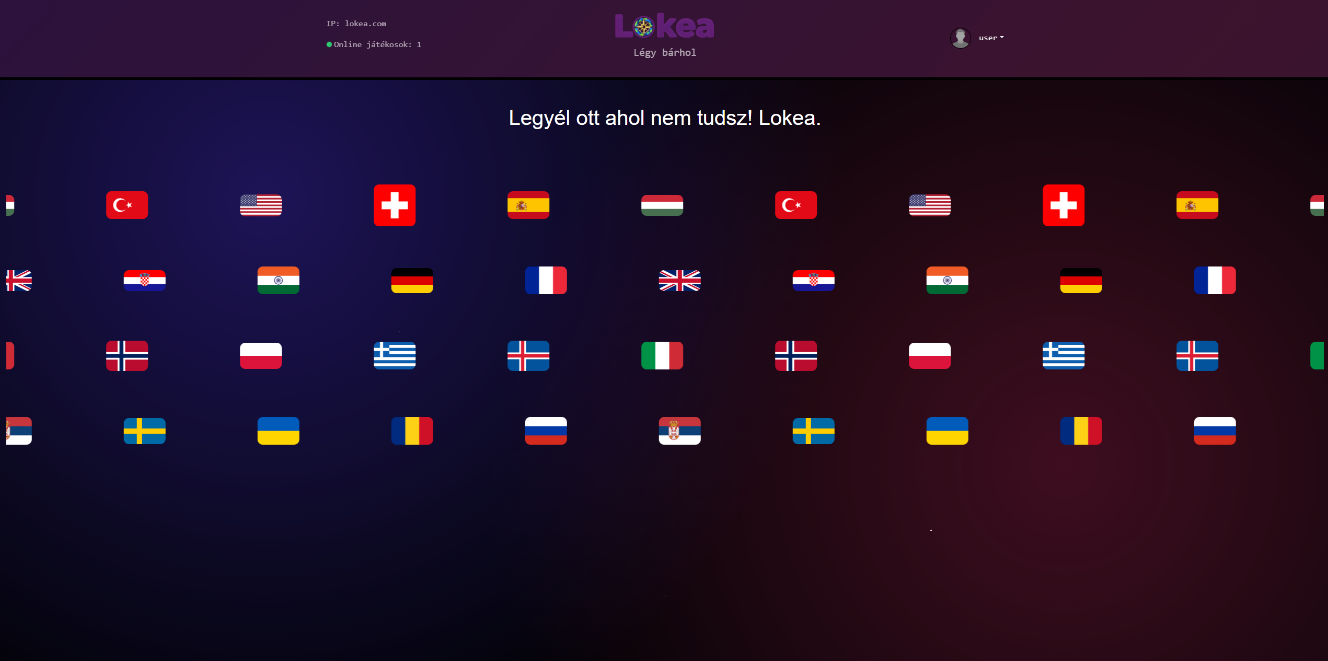 IP: lokea.com
Online játékosok: 1
Lokea
Légy bárhol
user
Legyél ott ahol nem tudsz! Lokea.